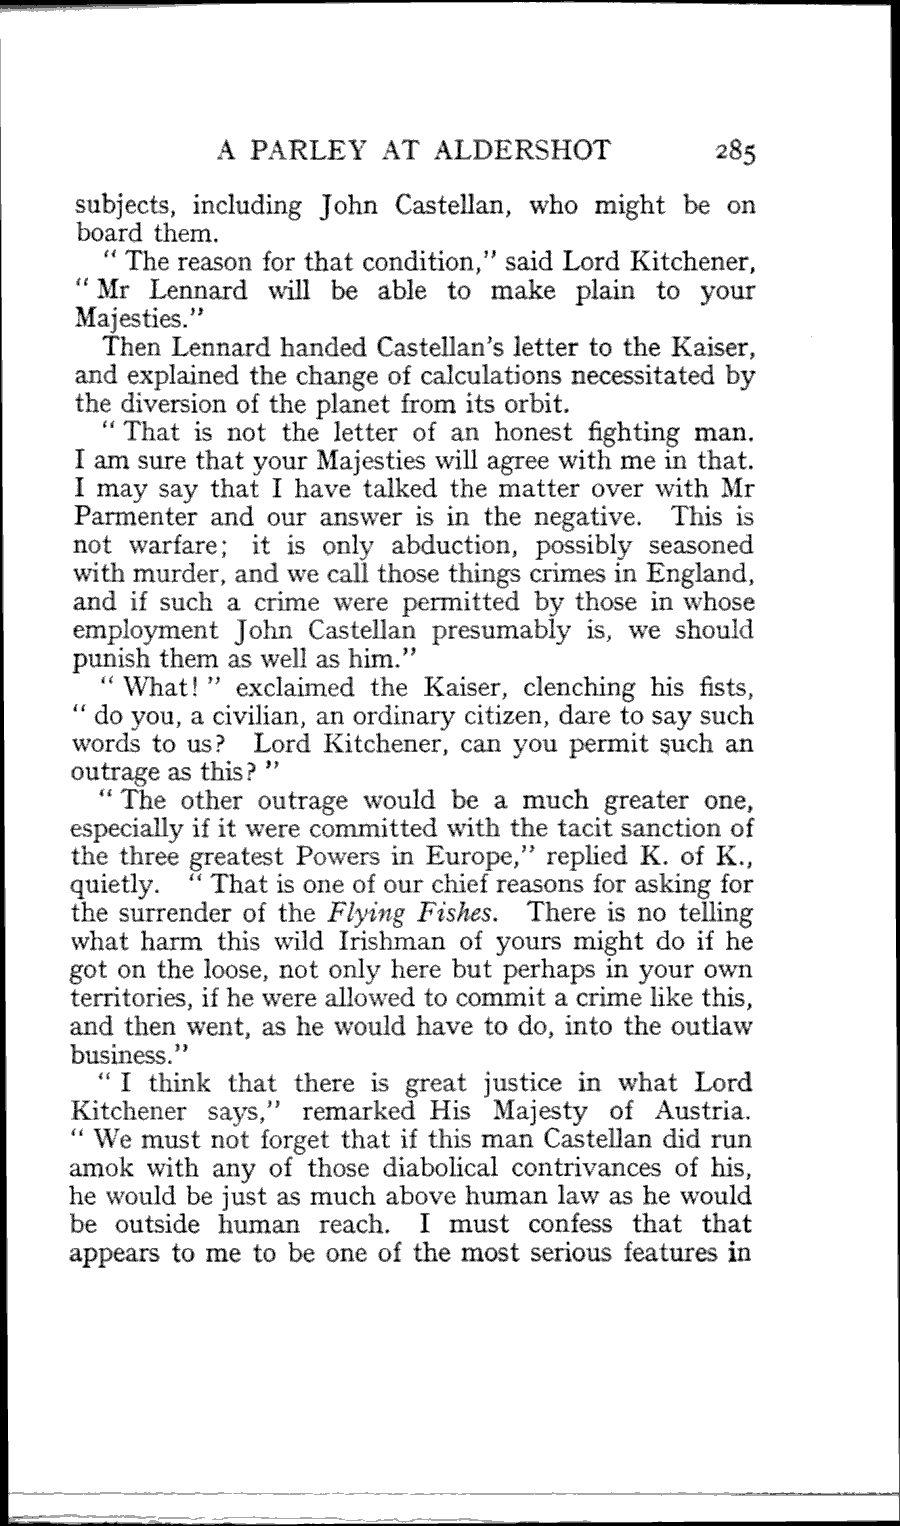 A PARLEY AT ALDERSHOT 285
subjects, including John Castellan, who might be on
board them.
" The reason for that condition," said Lord Kitchener,
" Mr Lennard will be able to make plain to your
Majesties."
Then Lennard handed Castellan's letter to the Kaiser,
and explained the change of calculations necessitated by
the diversion of the planet from its orbit.
" That is not the letter of an honest fighting man.
I am sure that your Majesties will agree with me in that.
I may say that I have talked the matter over with Mr
Parmenter and our answer is in the negative. This is
not warfare; it is only abduction, possibly seasoned
with murder, and we call those things crimes in England,
and if such a crime were permitted by those in whose
employment John Castellan presumably is, we should
punish them as well as him."
" What! " exclaimed the Kaiser, clenching his fists,
" do you, a civilian, an ordinary citizen, dare to say such
words to us? Lord Kitchener, can you permit such an
outrage as this? "
" The other outrage would be a much greater one,
especially if it were committed with the tacit sanction of
the three greatest Powers in Europe," replied K. of K.,
quietly. " That is one of our chief reasons for asking for
the surrender of the Flying Fishes. There is no telling
what harm this wild Irishman of yours might do if he
got on the loose, not only here but perhaps in your own
territories, if he were allowed to commit a crime like this,
and then went, as he would have to do, into the outlaw
business."
" I think that there is great justice in what Lord
Kitchener says," remarked His Majesty of Austria.
" We must not forget that if this man Castellan did run
amok with any of those diabolical contrivances of his,
he would be just as much above human law as he would
be outside human reach. I must confess that that
appears to me to be one of the most serious features in